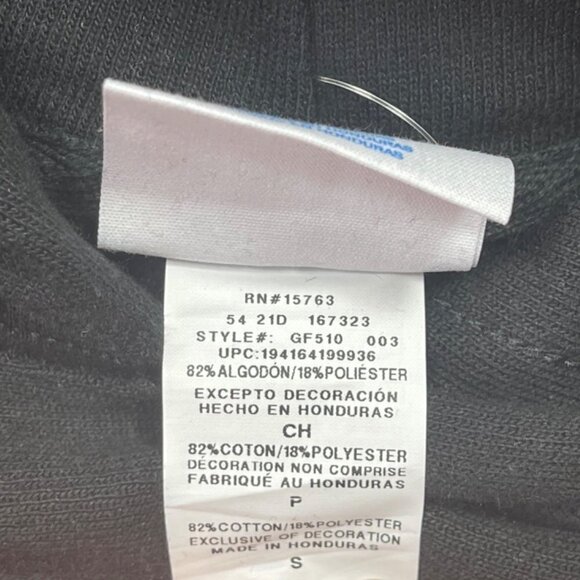 HONDURAS
HONDURAS
RN#15763
54 21D 167323
STYLE#: GF510 003
UPC:194164199936
82%ALGODÓN/18%POLIÉSTER
EXCEPTO DECORACIÓN
HECHO EN HONDURAS
CH
82%COTON/18%POLYESTER
DÉCORATION NON COMPRISE
FABRIQUÉ AU HONDURAS
P
82%COTTON/18%POLYESTER
EXCLUSIVE OF DECORATION
MADE IN HONDURAS
S